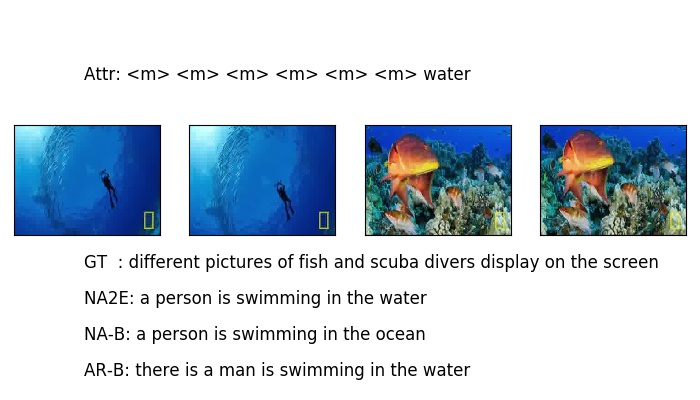 Attr: <m> <m> <m> <m> <m> <m> water
GT : different pictures of fish and scuba divers display on the screen
NA2E: a person is swimming in the water
NA-B: a person is swimming in the ocean
AR-B: there is a man is swimming in the water